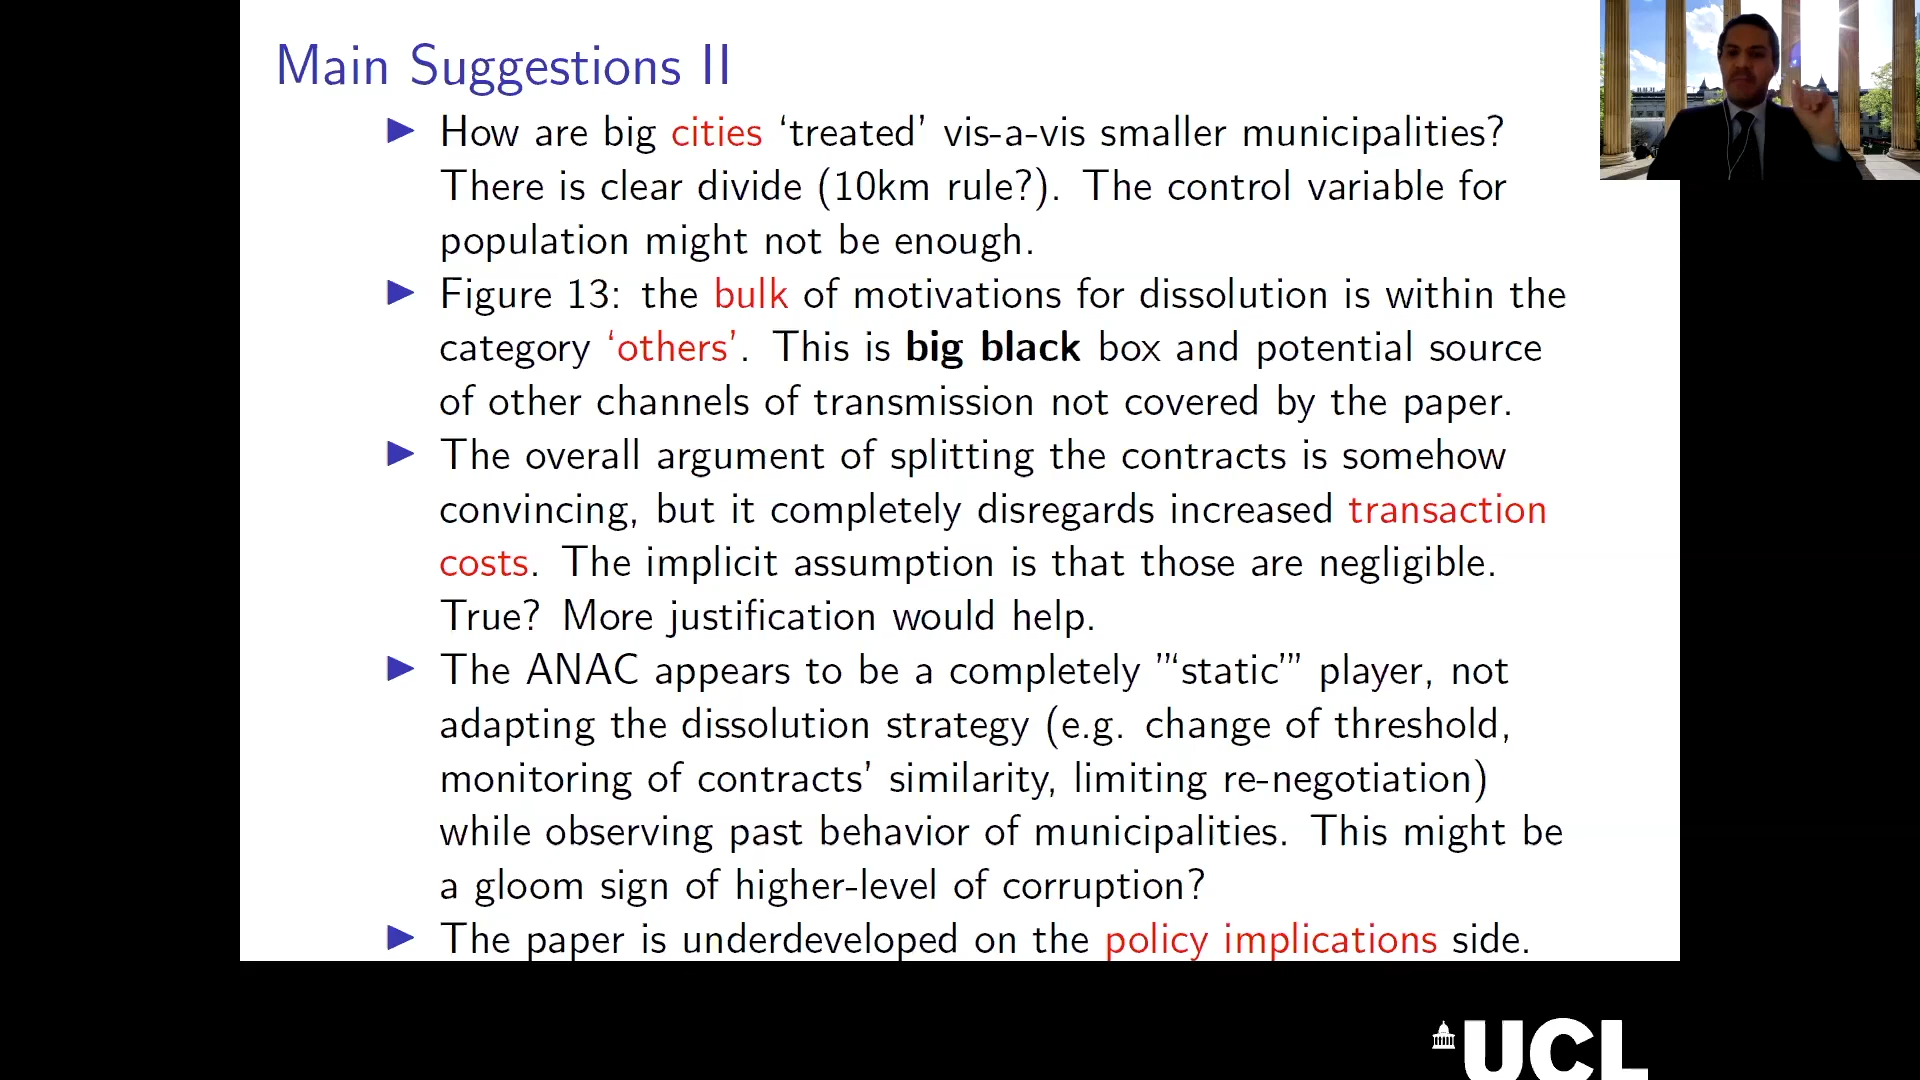 Main Suggestions II
▶ How are big cities ‘treated’ vis-a-vis smaller municipalities?
There is clear divide (10km rule?). The control variable for
population might not be enough.
▶ Figure 13: the bulk of motivations for dissolution is within the
category ‘others’. This is big black box and potential source
of other channels of transmission not covered by the paper.
▶ The overall argument of splitting the contracts is somehow
convincing, but it completely disregards increased transaction
costs. The implicit assumption is that those are negligible.
True? More justification would help.
▶ The ANAC appears to be a completely ”‘static’” player, not
adapting the dissolution strategy (e.g. change of threshold,
monitoring of contracts’ similarity, limiting re-negotiation)
while observing past behavior of municipalities. This might be
a gloom sign of higher-level of corruption?
▶ The paper is underdeveloped on the policy implications side.
UCL